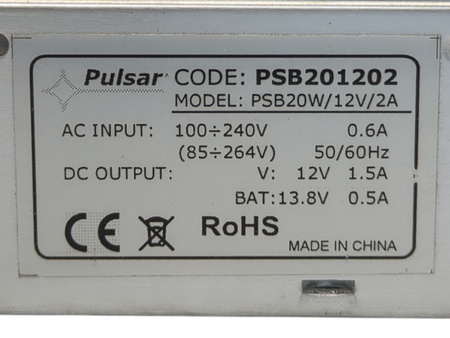 Pulsar CODE: PSB201202
MODEL: PSB20W/12V/2A
AC INPUT: 100÷240V 0.6A
(85÷264V) 50/60Hz
DC OUTPUT: V: 12V 1.5A
BAT:13.8V 0.5A
CE RoHS
MADE IN CHINA